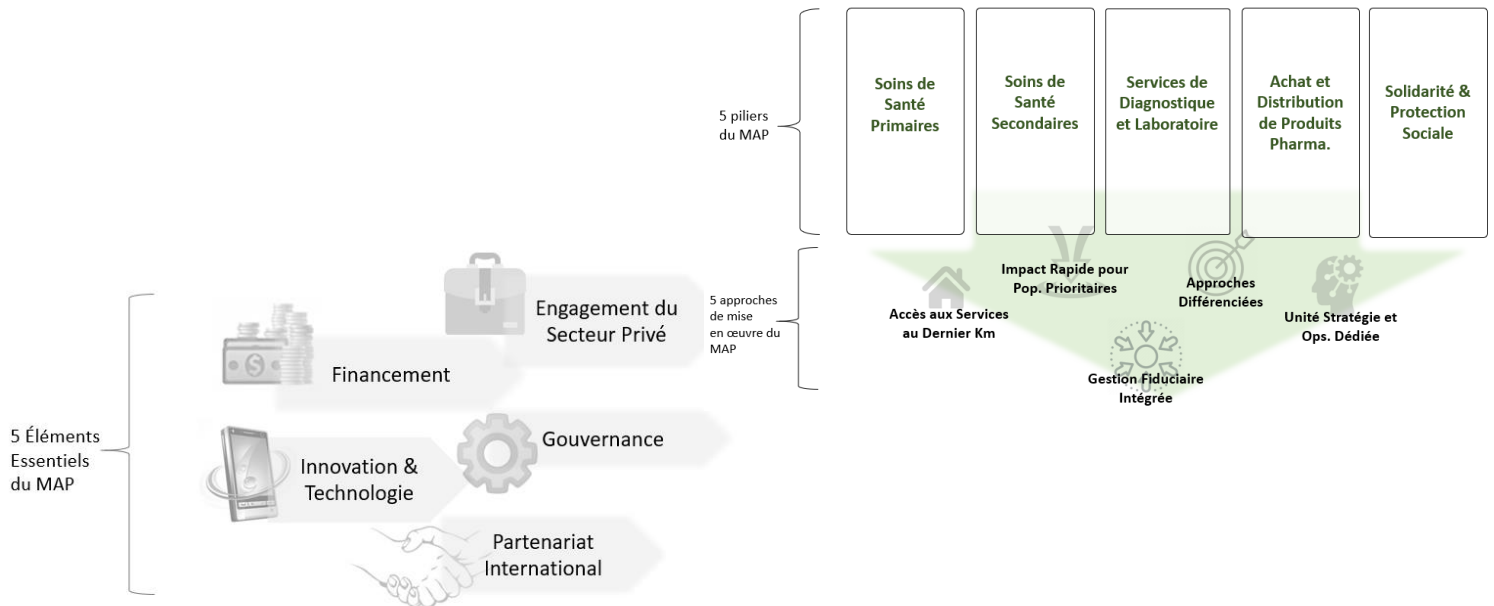 5 piliers
du MAP
Soins de
Santé
Primaires
Soins de
Santé
Secondaires
Services de
Diagnostique
et Laboratoire
Achat et
Distribution
de Produits
Pharma.
Solidarité &
Protection
Sociale
5 approches
de mise
en œuvre du
MAP
Accès aux Services
au Dernier Km
Impact Rapide pour
Pop. Prioritaires
Approches
Différenciées
Unité Stratégie et
Ops. Dédiée
Gestion Fiduciaire
Intégrée
5 Éléments
Essentiels
du MAP
Engagement du
Secteur Privé
Financement
Gouvernance
Innovation &
Technologie
Partenariat
International